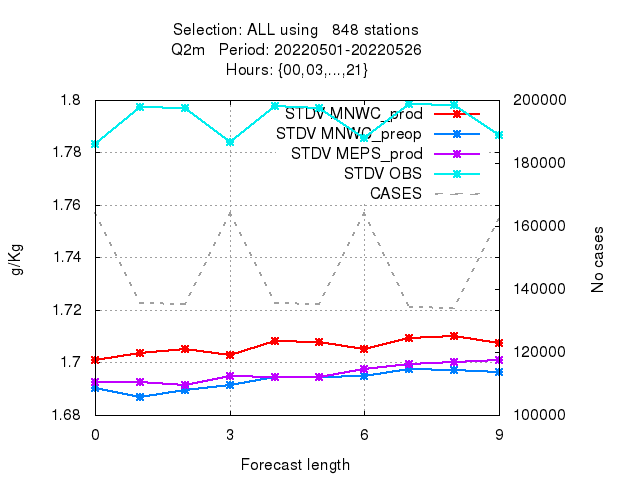 Selection: ALL using   848 stations
Q2m   Period: 20220501-20220526
Hours: {00,03,...,21}
STDV MNWC_prod
STDV MNWC_preop
STDV MEPS_prod
STDV OBS
CASES
1.8
1.78
1.76
1.74
1.72
1.7
1.68
200000
180000
160000
140000
120000
100000
g/Kg
No cases
0 3 6 9
Forecast length